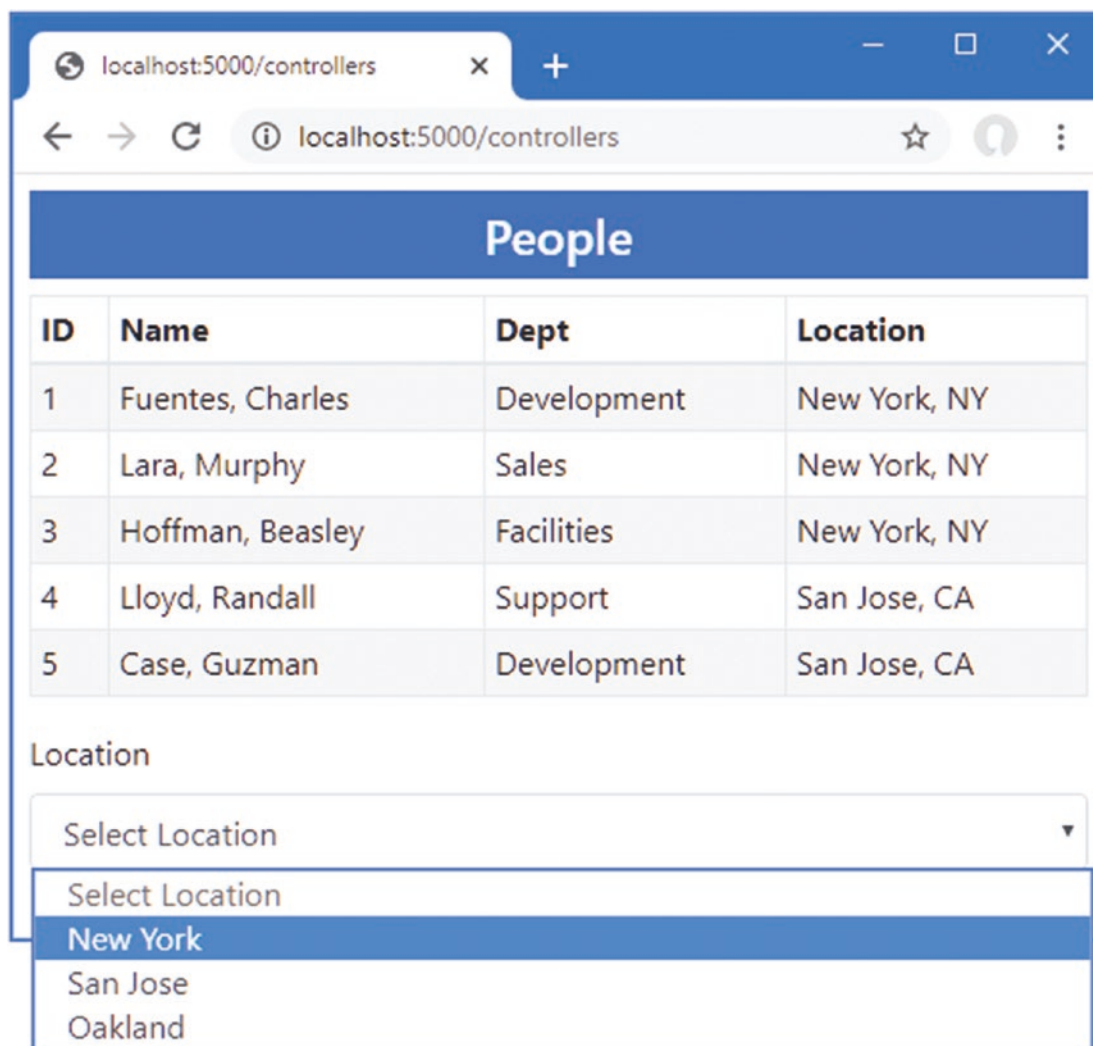 localhost:5000/controllers
localhost:5000/controllers
People
ID Name Dept Location
1 Fuentes, Charles Development New York, NY
2 Lara, Murphy Sales New York, NY
3 Hoffman, Beasley Facilities New York, NY
4 Lloyd, Randall Support San Jose, CA
5 Case, Guzman Development San Jose, CA
Location
Select Location
Select Location
New York
San Jose
Oakland